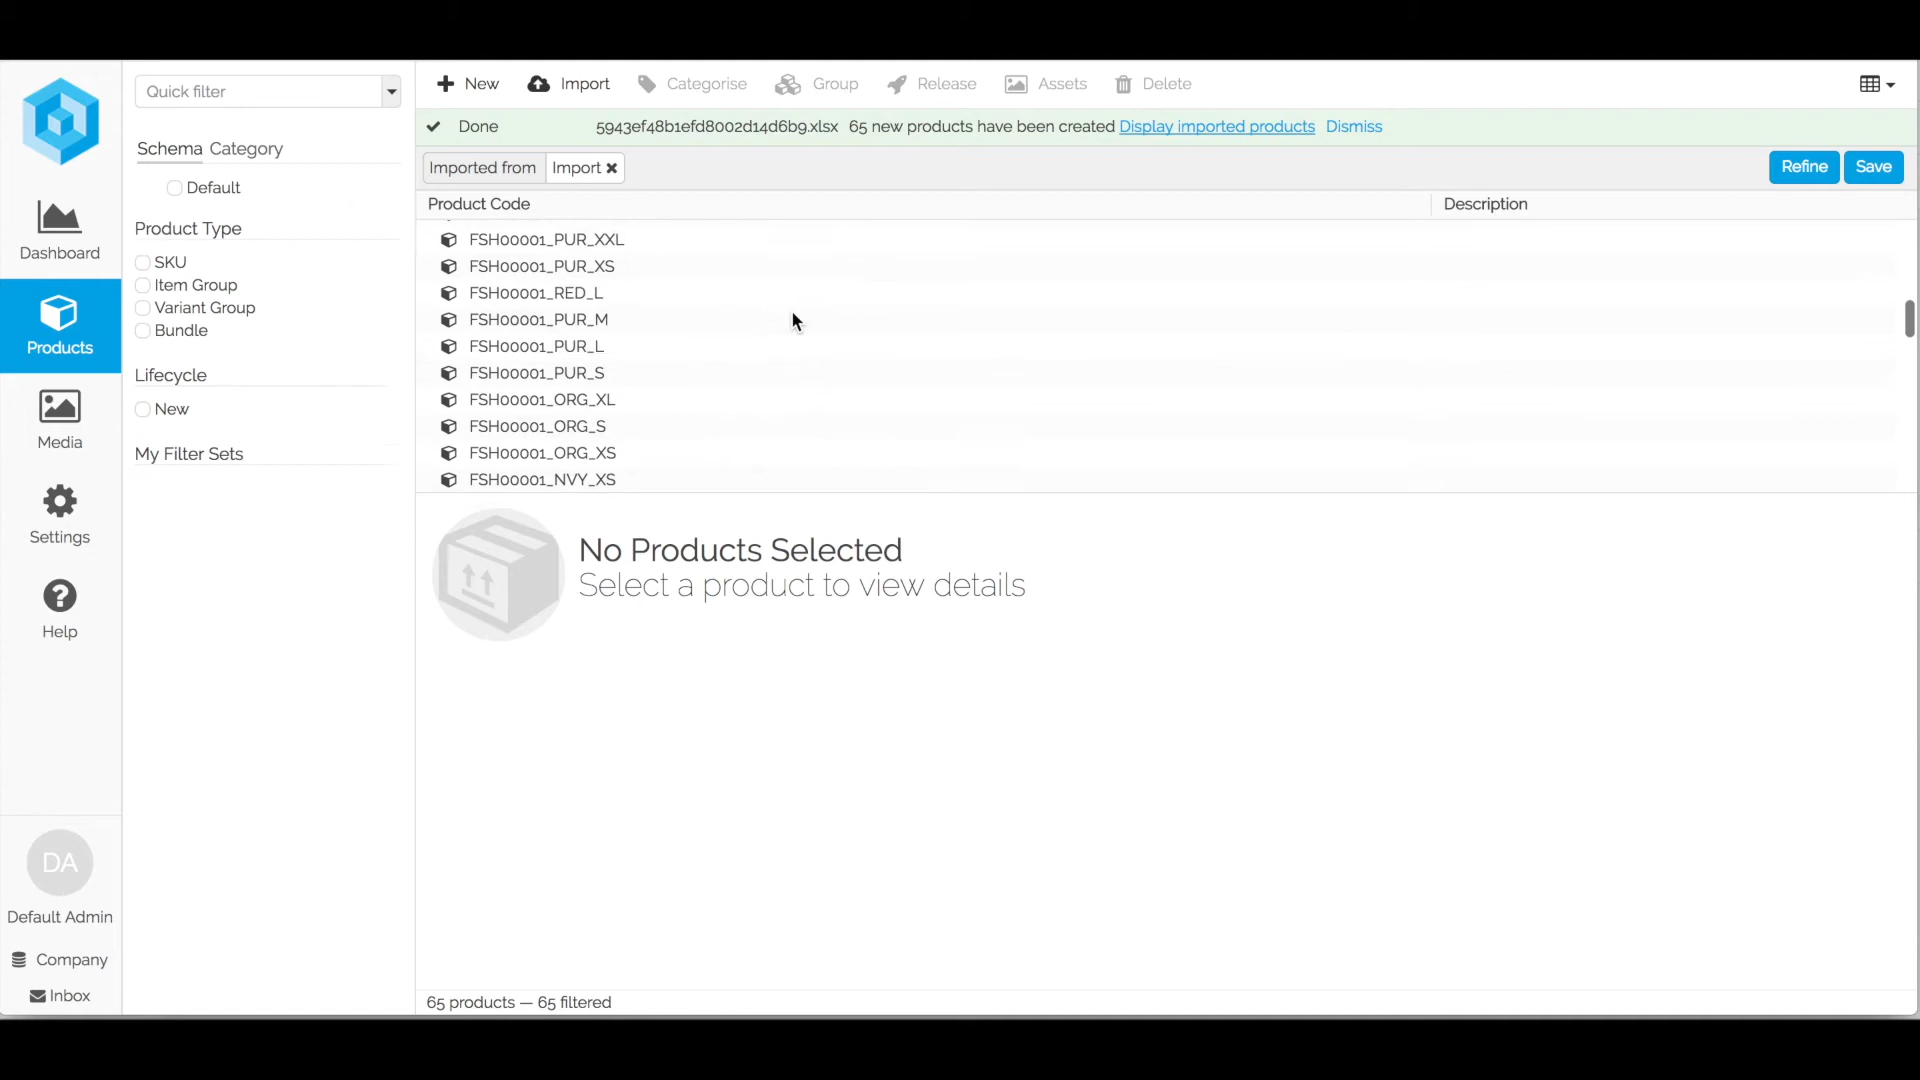 Quick filter
New Import Categorise Group Release Assets Delete
Done 5943ef48b1efd8002d14d6b9.xlsx 65 new products have been created Display imported products Dismiss
Imported from Import Refine Save
Product Code Description
Schema Category
Default
Product Type
SKU
Item Group
Variant Group
Bundle
Lifecycle
New
My Filter Sets
FSH00001_PUR_XXL
FSH00001_PUR_XS
FSH00001_RED_L
FSH00001_PUR_M
FSH00001_PUR_L
FSH00001_PUR_S
FSH00001_ORG_XL
FSH00001_ORG_S
FSH00001_ORG_XS
FSH00001_NVY_XS
Dashboard
Products
Media
Settings
Help
No Products Selected
Select a product to view details
DA
Default Admin
Company
Inbox
65 products — 65 filtered